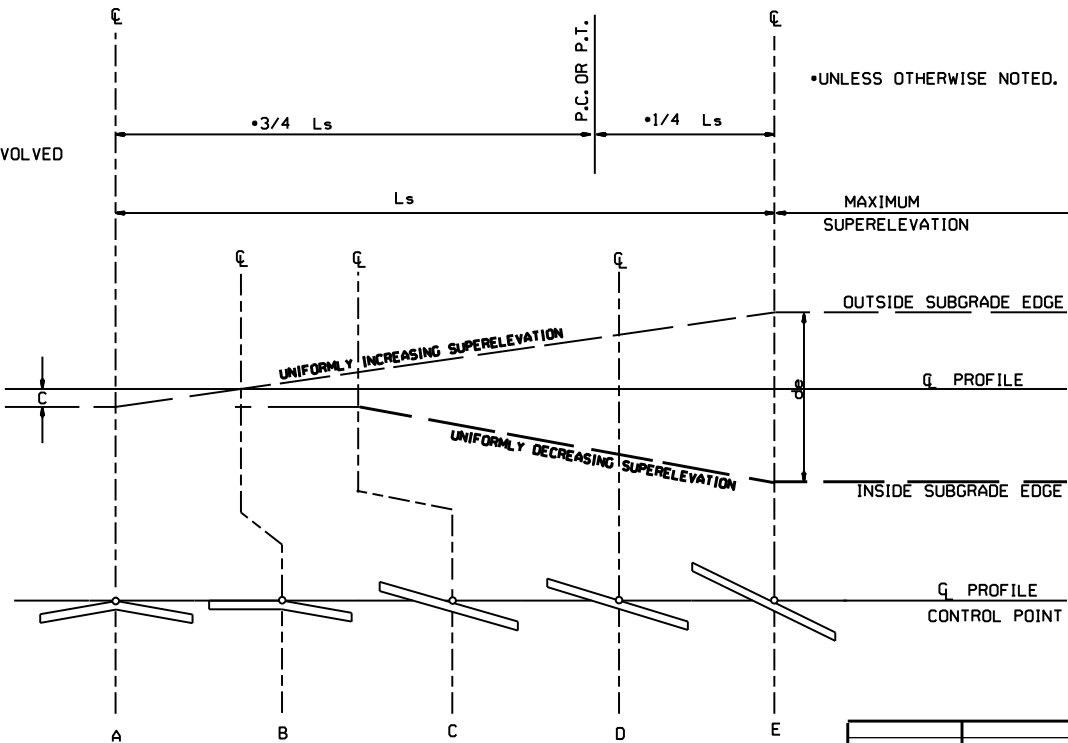 ℄
℄
P.C. OR P.T.
•UNLESS OTHERWISE NOTED.
•3/4 Ls
•1/4 Ls
VOLVED
Ls
MAXIMUM
SUPERELEVATION
℄
℄
℄
OUTSIDE SUBGRADE EDGE
UNIFORMLY INCREASING SUPERELEVATION
℄ PROFILE
C
de
UNIFORMLY DECREASING SUPERELEVATION
INSIDE SUBGRADE EDGE
℄ PROFILE
CONTROL POINT
A
B
C
D
E